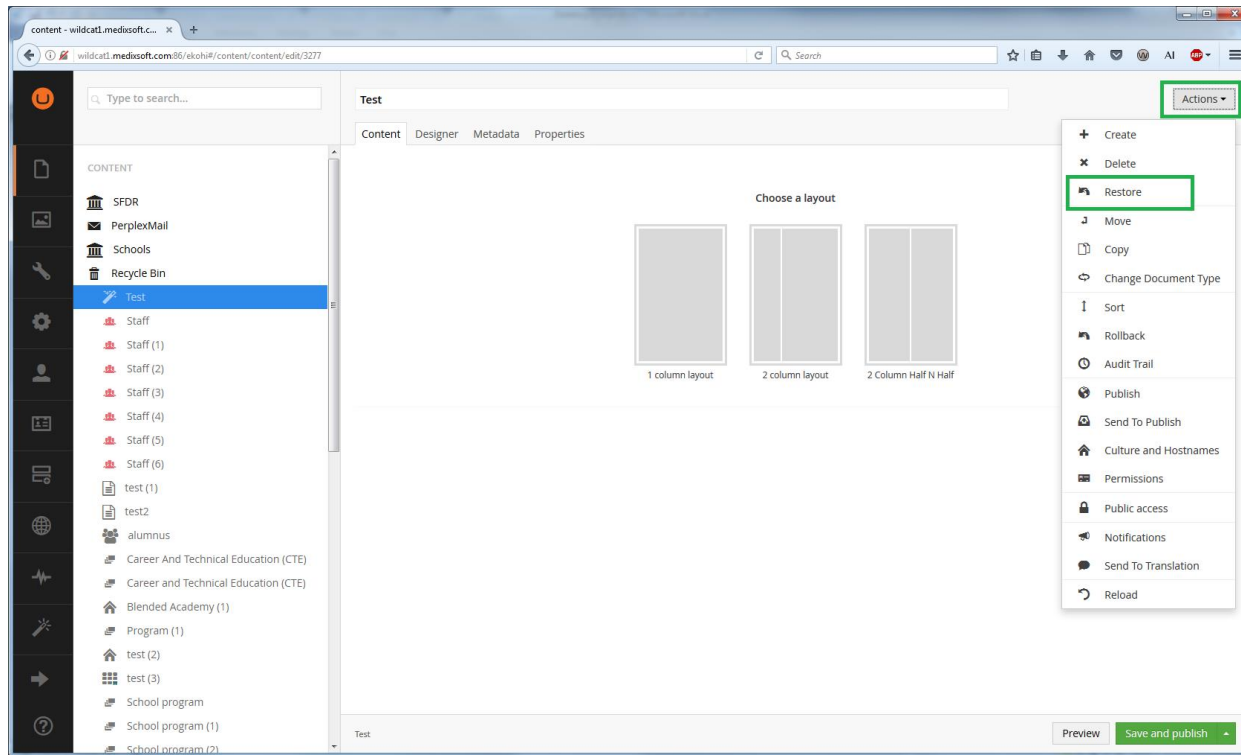 content - wildcat1.medixsoft.c...
wildcat1.medixsoft.com:86/ekohi#/content/content/edit/3277
Search
AI
ABP
Type to search...
Test
Actions
Content Designer Metadata Properties
CONTENT
SFDR
PerplexMail
Schools
Recycle Bin
Test
Staff
Staff (1)
Staff (2)
Staff (3)
Staff (4)
Staff (5)
Staff (6)
test (1)
test2
alumnus
Career And Technical Education (CTE)
Career and Technical Education (CTE)
Blended Academy (1)
Program (1)
test (2)
test (3)
School program
School program (1)
School program (2)
Choose a layout
1 column layout
2 column layout
2 Column Half N Half
Create
Delete
Restore
Move
Copy
Change Document Type
Sort
Rollback
Audit Trail
Publish
Send To Publish
Culture and Hostnames
Permissions
Public access
Notifications
Send To Translation
Reload
Test
Preview
Save and publish